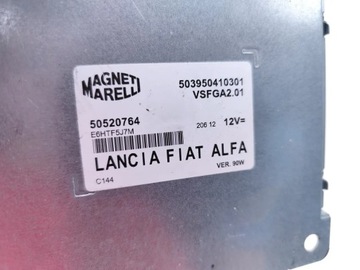 MAGNETI MARELLI
503950410301
VSFGA2.01
50520764
E6HTF5J7M
206 12 12V=
LANCIA FIAT ALFA
C144 VER. 90W